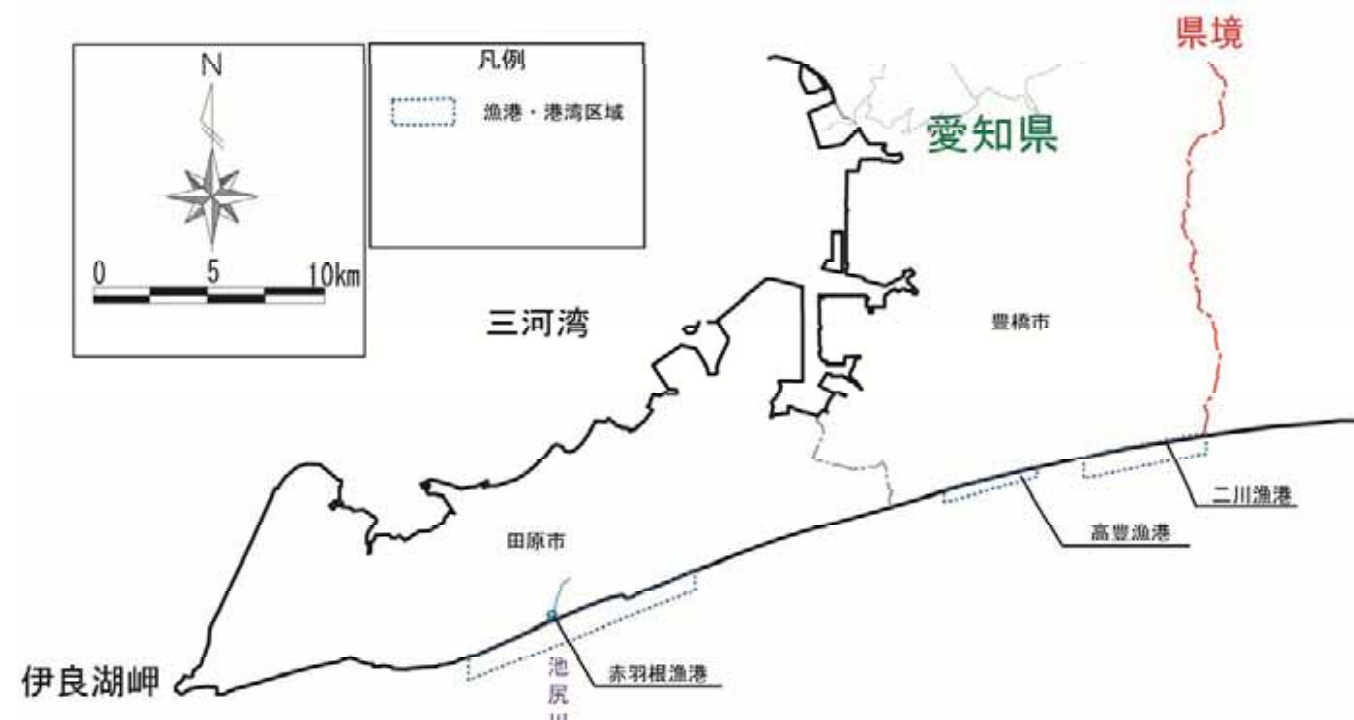 県境
N
凡例
漁港・港湾区域
愛知県
0 5 10km
三河湾
豊橋市
二川漁港
高豊漁港
田原市
伊良湖岬
赤羽根漁港
池尻